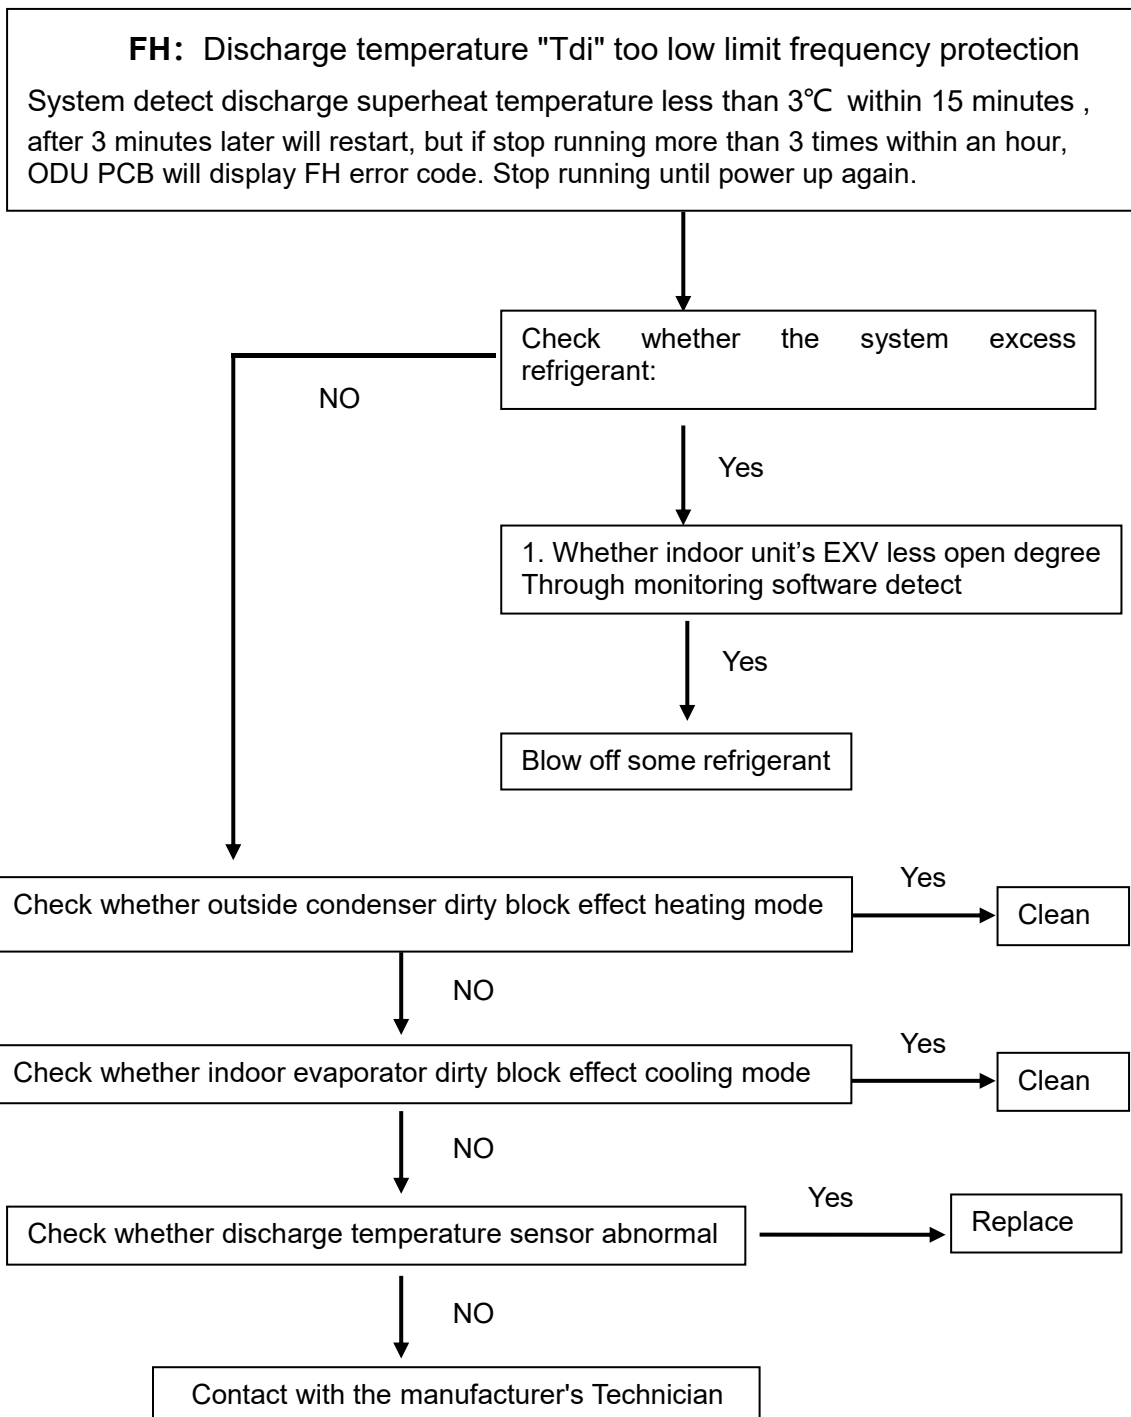 FH：Discharge temperature "Tdi" too low limit frequency protection
System detect discharge superheat temperature less than 3℃ within 15 minutes ,
after 3 minutes later will restart, but if stop running more than 3 times within an hour,
ODU PCB will display FH error code. Stop running until power up again.
Check whether the system excess
refrigerant:
NO
Yes
1. Whether indoor unit’s EXV less open degree
Through monitoring software detect
Yes
Blow off some refrigerant
Yes
Check whether outside condenser dirty block effect heating mode
Clean
NO
Yes
Check whether indoor evaporator dirty block effect cooling mode
Clean
NO
Yes
Check whether discharge temperature sensor abnormal
Replace
NO
Contact with the manufacturer's Technician